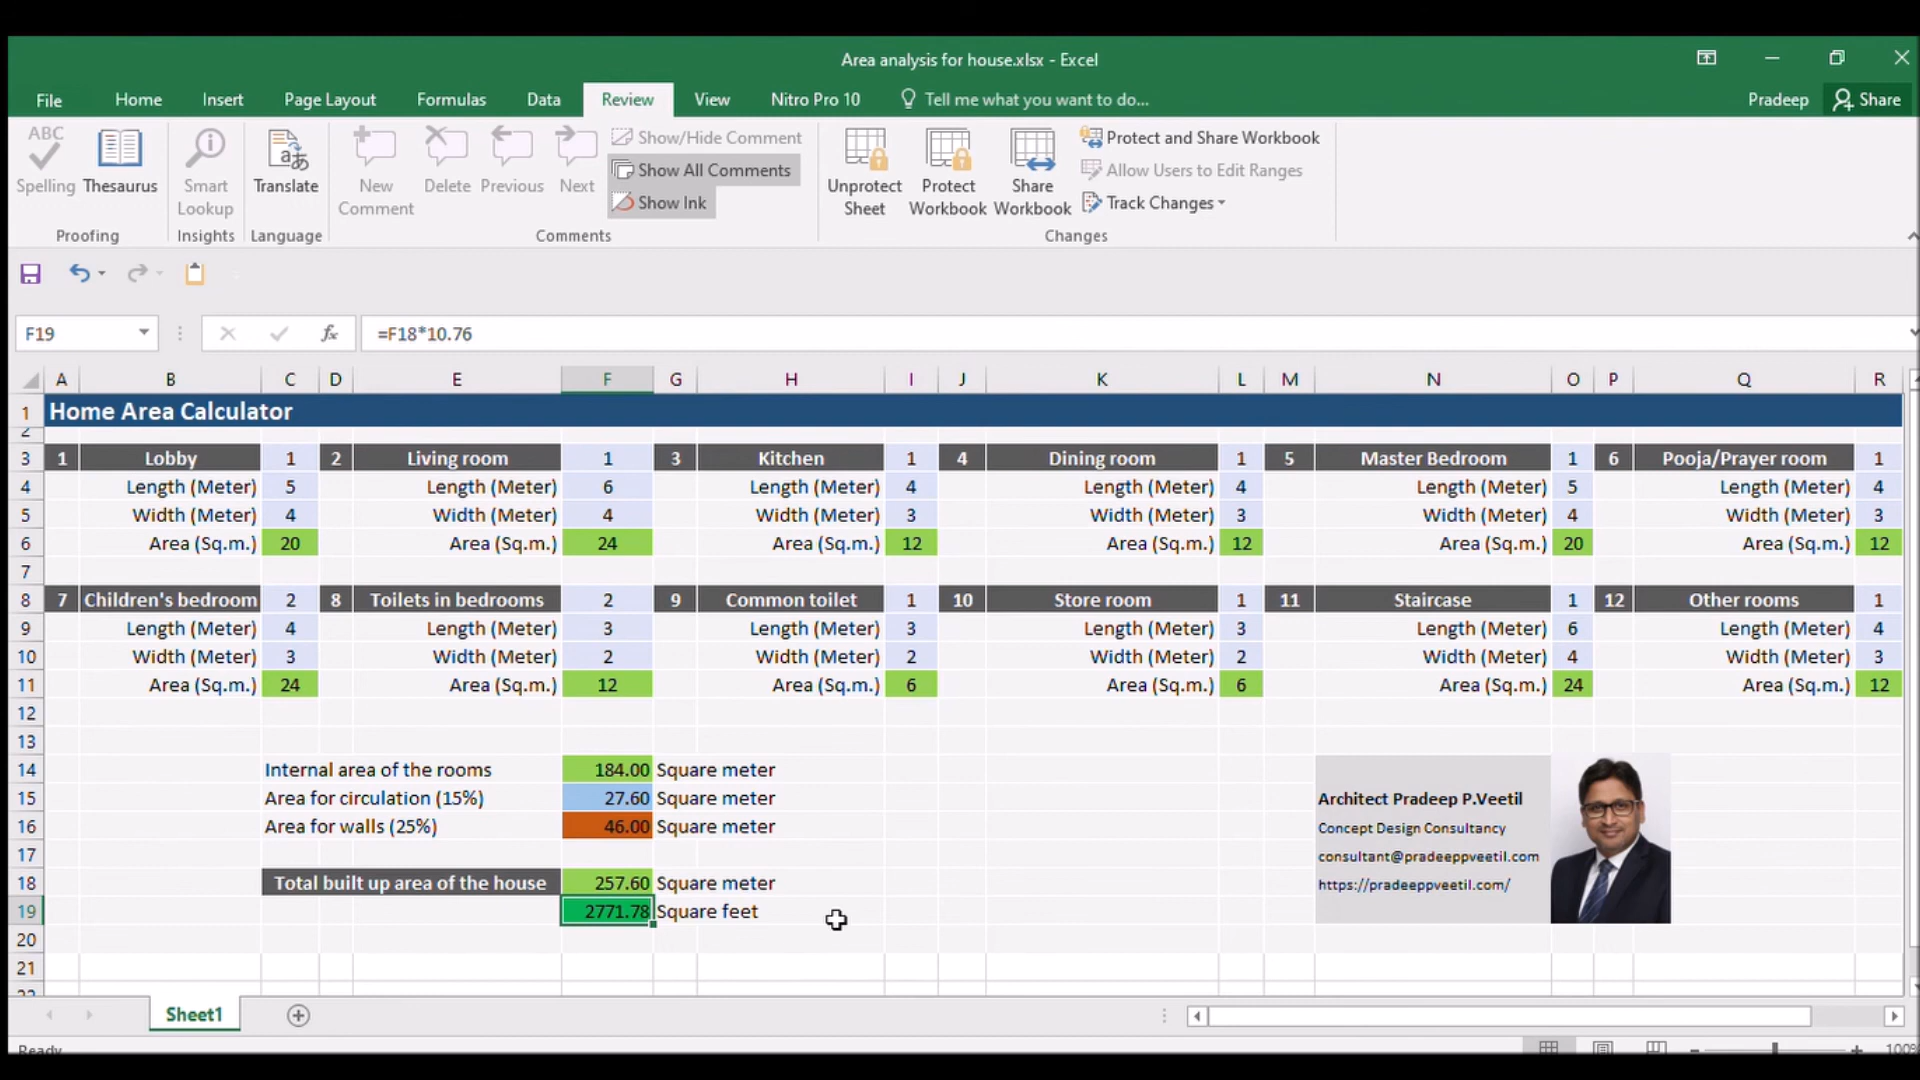 Area analysis for house.xlsx - Excel
File Home Insert Page Layout Formulas Data Review View Nitro Pro 10 Tell me what you want to do... Pradeep Share
ABC
Spelling Thesaurus Smart Lookup Translate New Comment Delete Previous Next
Show/Hide Comment
Show All Comments
Show Ink
Unprotect Sheet Protect Workbook Share Workbook
Protect and Share Workbook
Allow Users to Edit Ranges
Track Changes
Proofing Insights Language Comments Changes
F19 fx =F18*10.76
A B C D E F G H I J K L M N O P Q R
1 Home Area Calculator
2
3 1 Lobby 1 2 Living room 1 3 Kitchen 1 4 Dining room 1 5 Master Bedroom 1 6 Pooja/Prayer room 1
4 Length (Meter) 5 Length (Meter) 6 Length (Meter) 4 Length (Meter) 4 Length (Meter) 5 Length (Meter) 4
5 Width (Meter) 4 Width (Meter) 4 Width (Meter) 3 Width (Meter) 3 Width (Meter) 4 Width (Meter) 3
6 Area (Sq.m.) 20 Area (Sq.m.) 24 Area (Sq.m.) 12 Area (Sq.m.) 12 Area (Sq.m.) 20 Area (Sq.m.) 12
7
8 7 Children's bedroom 2 8 Toilets in bedrooms 2 9 Common toilet 1 10 Store room 1 11 Staircase 1 12 Other rooms 1
9 Length (Meter) 4 Length (Meter) 3 Length (Meter) 3 Length (Meter) 3 Length (Meter) 6 Length (Meter) 4
10 Width (Meter) 3 Width (Meter) 2 Width (Meter) 2 Width (Meter) 2 Width (Meter) 4 Width (Meter) 3
11 Area (Sq.m.) 24 Area (Sq.m.) 12 Area (Sq.m.) 6 Area (Sq.m.) 6 Area (Sq.m.) 24 Area (Sq.m.) 12
12
13
14 Internal area of the rooms 184.00 Square meter
15 Area for circulation (15%) 27.60 Square meter Architect Pradeep P.Veetil
16 Area for walls (25%) 46.00 Square meter Concept Design Consultancy
17 consultant@pradeeppveetil.com
18 Total built up area of the house 257.60 Square meter https://pradeeppveetil.com/
19 2771.78 Square feet
20
21
22
Sheet1
Ready 100%